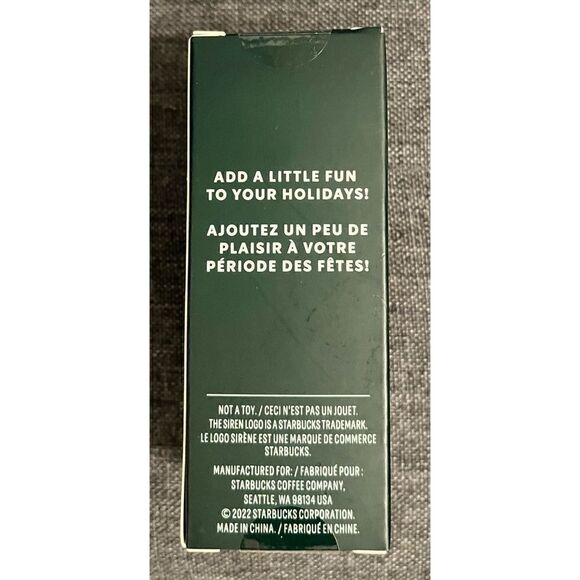 ADD A LITTLE FUN
TO YOUR HOLIDAYS!
AJOUTEZ UN PEU DE
PLAISIR À VOTRE
PÉRIODE DES FÊTES!
NOT A TOY. / CECI N'EST PAS UN JOUET.
THE SIREN LOGO IS A STARBUCKS TRADEMARK.
LE LOGO SIRÈNE EST UNE MARQUE DE COMMERCE
STARBUCKS.
MANUFACTURED FOR: / FABRIQUÉ POUR :
STARBUCKS COFFEE COMPANY,
SEATTLE, WA 98134 USA
© 2022 STARBUCKS CORPORATION.
MADE IN CHINA. / FABRIQUÉ EN CHINE.